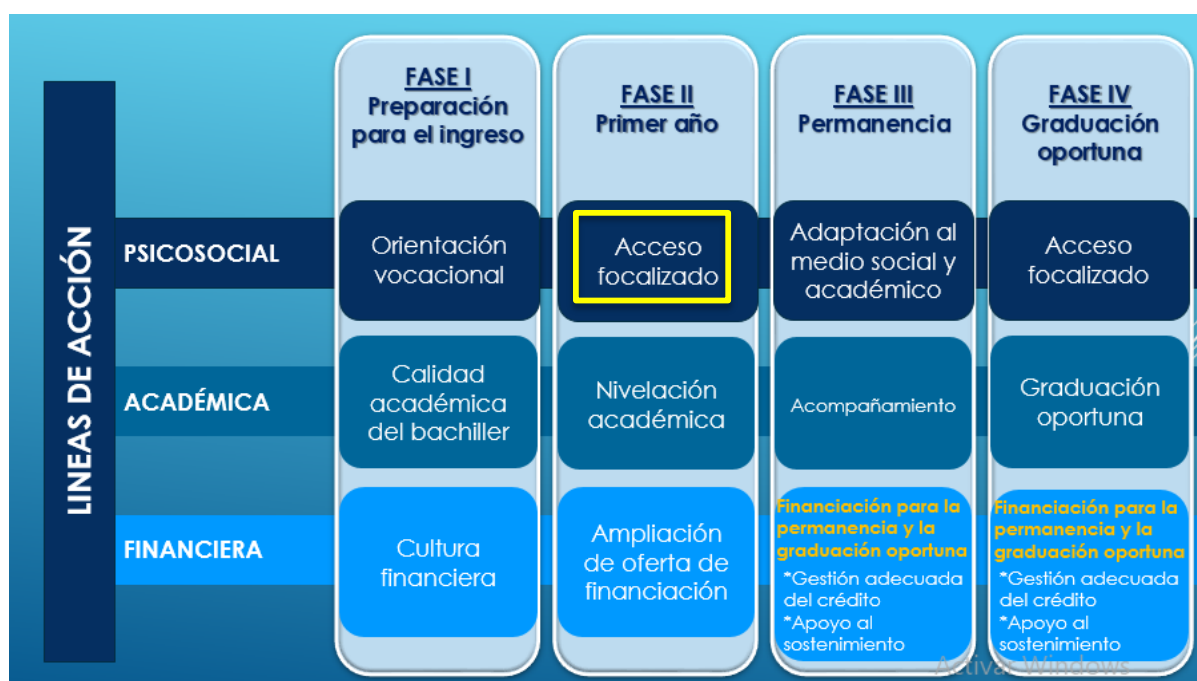 LINEAS DE ACCIÓN
FASE I
Preparación
para el ingreso
FASE II
Primer año
FASE III
Permanencia
FASE IV
Graduación
oportuna
PSICOSOCIAL
Orientación
vocacional
Acceso
focalizado
Adaptación al
medio social y
académico
Acceso
focalizado
ACADÉMICA
Calidad
académica
del bachiller
Nivelación
académica
Acompañamiento
Graduación
oportuna
FINANCIERA
Cultura
financiera
Ampliación
de oferta de
financiación
Financiación para la
permanencia y la
graduación oportuna
*Gestión adecuada
del crédito
*Apoyo al
sostenimiento
Financiación para la
permanencia y la
graduación oportuna
*Gestión adecuada
del crédito
*Apoyo al
sostenimiento
Activar Windows